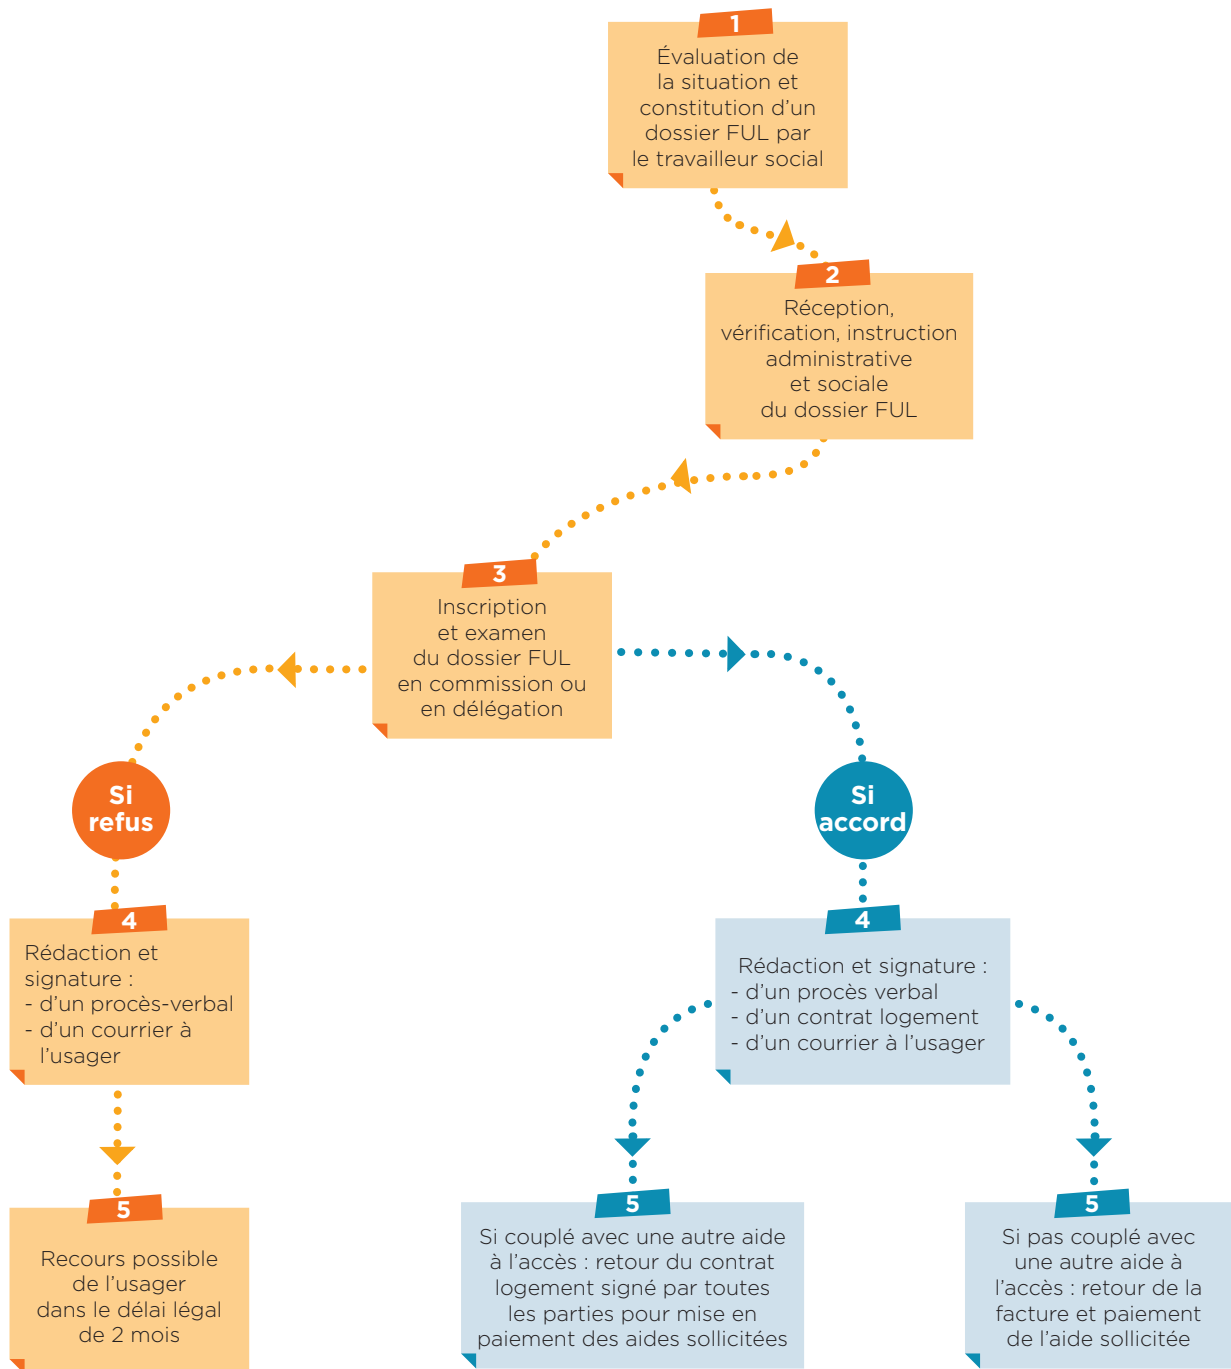 1
Évaluation de
la situation et
constitution d’un
dossier FUL par
le travailleur social
2
Réception,
vérification, instruction
administrative
et sociale
du dossier FUL
3
Inscription
et examen
du dossier FUL
en commission ou
en délégation
Si
refus
Si
accord
4
Rédaction et
signature :
- d’un procès-verbal
- d’un courrier à
l’usager
4
Rédaction et signature :
- d’un procès verbal
- d’un contrat logement
- d’un courrier à l’usager
5
Recours possible
de l’usager
dans le délai légal
de 2 mois
5
Si couplé avec une autre aide
à l’accès : retour du contrat
logement signé par toutes
les parties pour mise en
paiement des aides sollicitées
5
Si pas couplé avec
une autre aide à
l’accès : retour de la
facture et paiement
de l’aide sollicitée